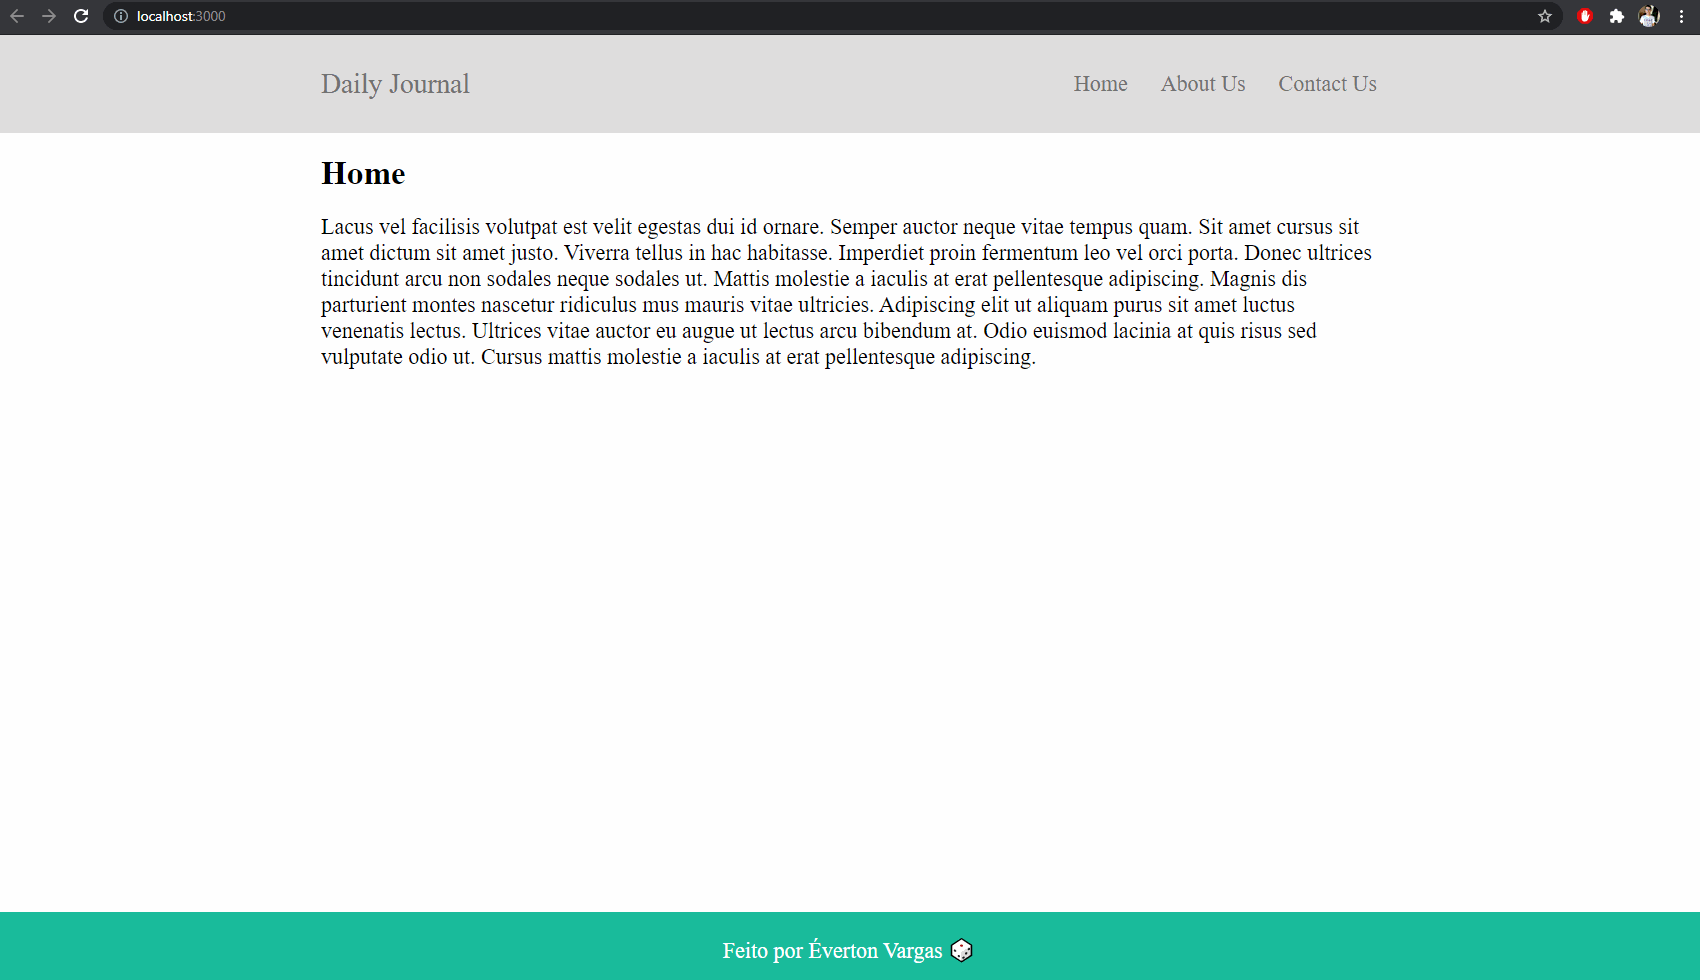 localhost:3000
Daily Journal
Home About Us Contact Us
Home
Lacus vel facilisis volutpat est velit egestas dui id ornare. Semper auctor neque vitae tempus quam. Sit amet cursus sit
amet dictum sit amet justo. Viverra tellus in hac habitasse. Imperdiet proin fermentum leo vel orci porta. Donec ultrices
tincidunt arcu non sodales neque sodales ut. Mattis molestie a iaculis at erat pellentesque adipiscing. Magnis dis
parturient montes nascetur ridiculus mus mauris vitae ultricies. Adipiscing elit ut aliquam purus sit amet luctus
venenatis lectus. Ultrices vitae auctor eu augue ut lectus arcu bibendum at. Odio euismod lacinia at quis risus sed
vulputate odio ut. Cursus mattis molestie a iaculis at erat pellentesque adipiscing.
Feito por Éverton Vargas